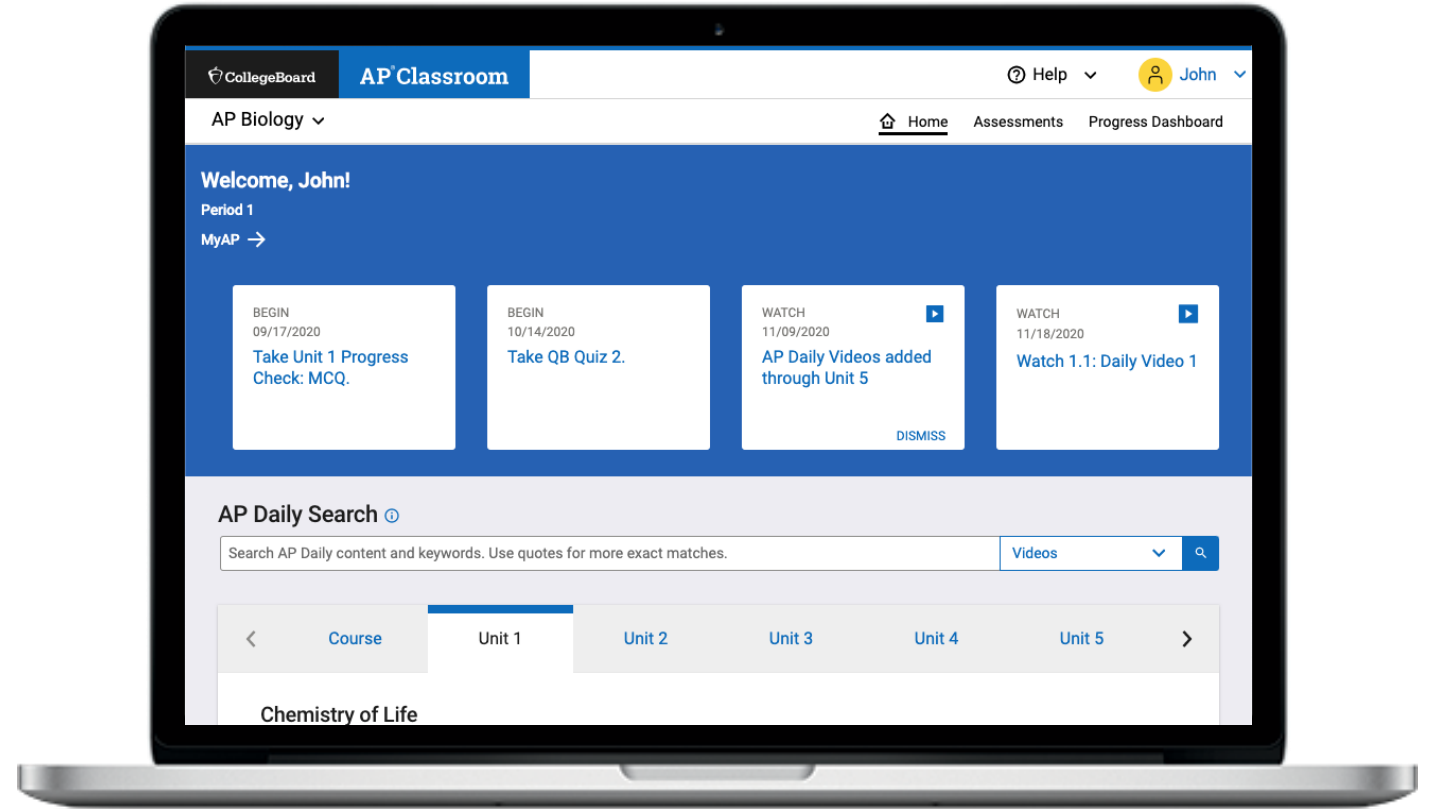 CollegeBoard
AP Classroom
Help
John
AP Biology
Home
Assessments
Progress Dashboard
Welcome, John!
Period 1
MyAP
BEGIN
09/17/2020
Take Unit 1 Progress
Check: MCQ.
BEGIN
10/14/2020
Take QB Quiz 2.
WATCH
11/09/2020
AP Daily Videos added
through Unit 5
DISMISS
WATCH
11/18/2020
Watch 1.1: Daily Video 1
AP Daily Search
Search AP Daily content and keywords. Use quotes for more exact matches.
Videos
Course
Unit 1
Unit 2
Unit 3
Unit 4
Unit 5
Chemistry of Life